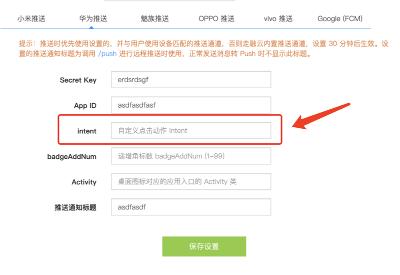 小米推送 华为推送 魅族推送 OPPO 推送 vivo 推送 Google (FCM)
提示：推送时优先使用设置的、并与用户使用设备匹配的推送通道，否则走融云内置推送通道，设置 30 分钟后生效。设
置的推送通知标题为调用 /push 进行远程推送时使用，正常发送消息转 Push 时不显示此标题。
Secret Key erdsrdsgf
App ID asdfasdfasf
intent 自定义点击动作 Intent
badgeAddNum 递增角标数 badgeAddNum (1~99)
Activity 桌面图标对应的应用入口的 Activity 类
推送通知标题 asdfasdf
保存设置